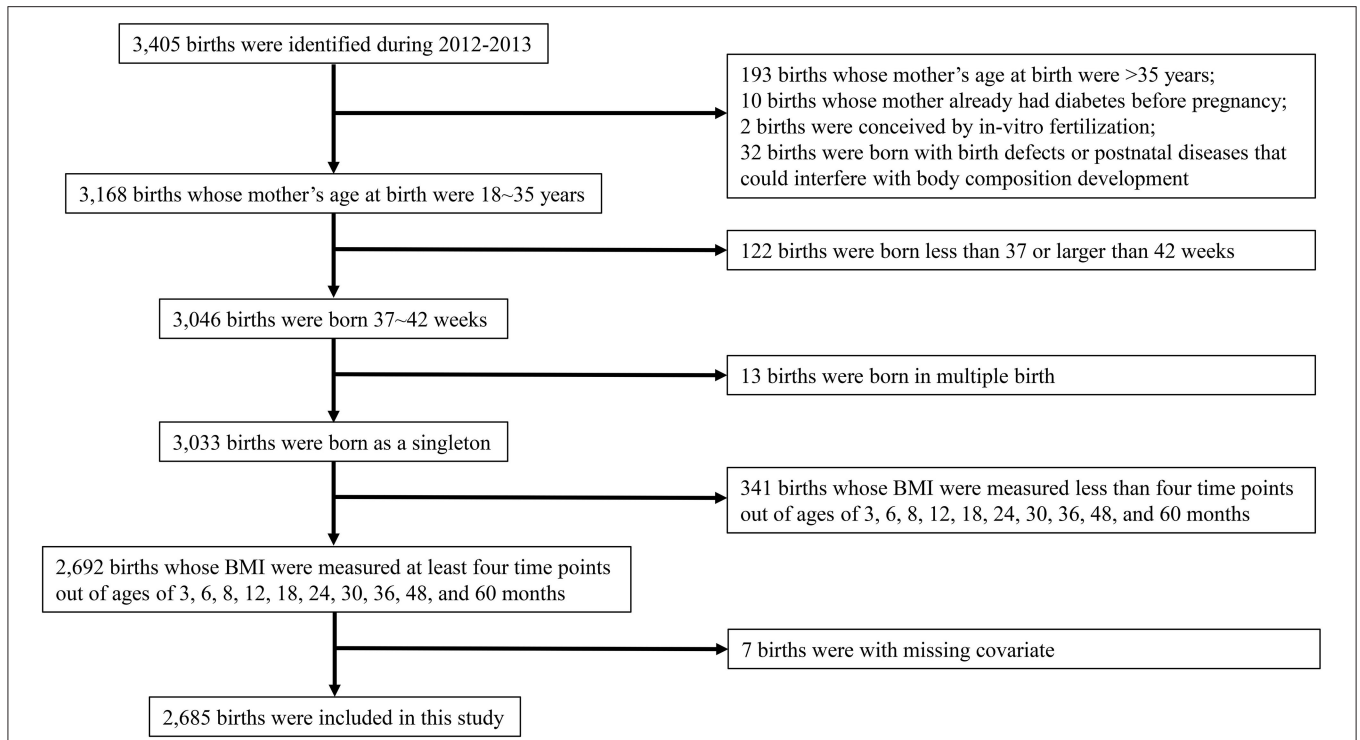 3,405 births were identified during 2012-2013
193 births whose mother’s age at birth were >35 years;
10 births whose mother already had diabetes before pregnancy;
2 births were conceived by in-vitro fertilization;
32 births were born with birth defects or postnatal diseases that
could interfere with body composition development
3,168 births whose mother’s age at birth were 18~35 years
122 births were born less than 37 or larger than 42 weeks
3,046 births were born 37~42 weeks
13 births were born in multiple birth
3,033 births were born as a singleton
341 births whose BMI were measured less than four time points
out of ages of 3, 6, 8, 12, 18, 24, 30, 36, 48, and 60 months
2,692 births whose BMI were measured at least four time points
out of ages of 3, 6, 8, 12, 18, 24, 30, 36, 48, and 60 months
7 births were with missing covariate
2,685 births were included in this study